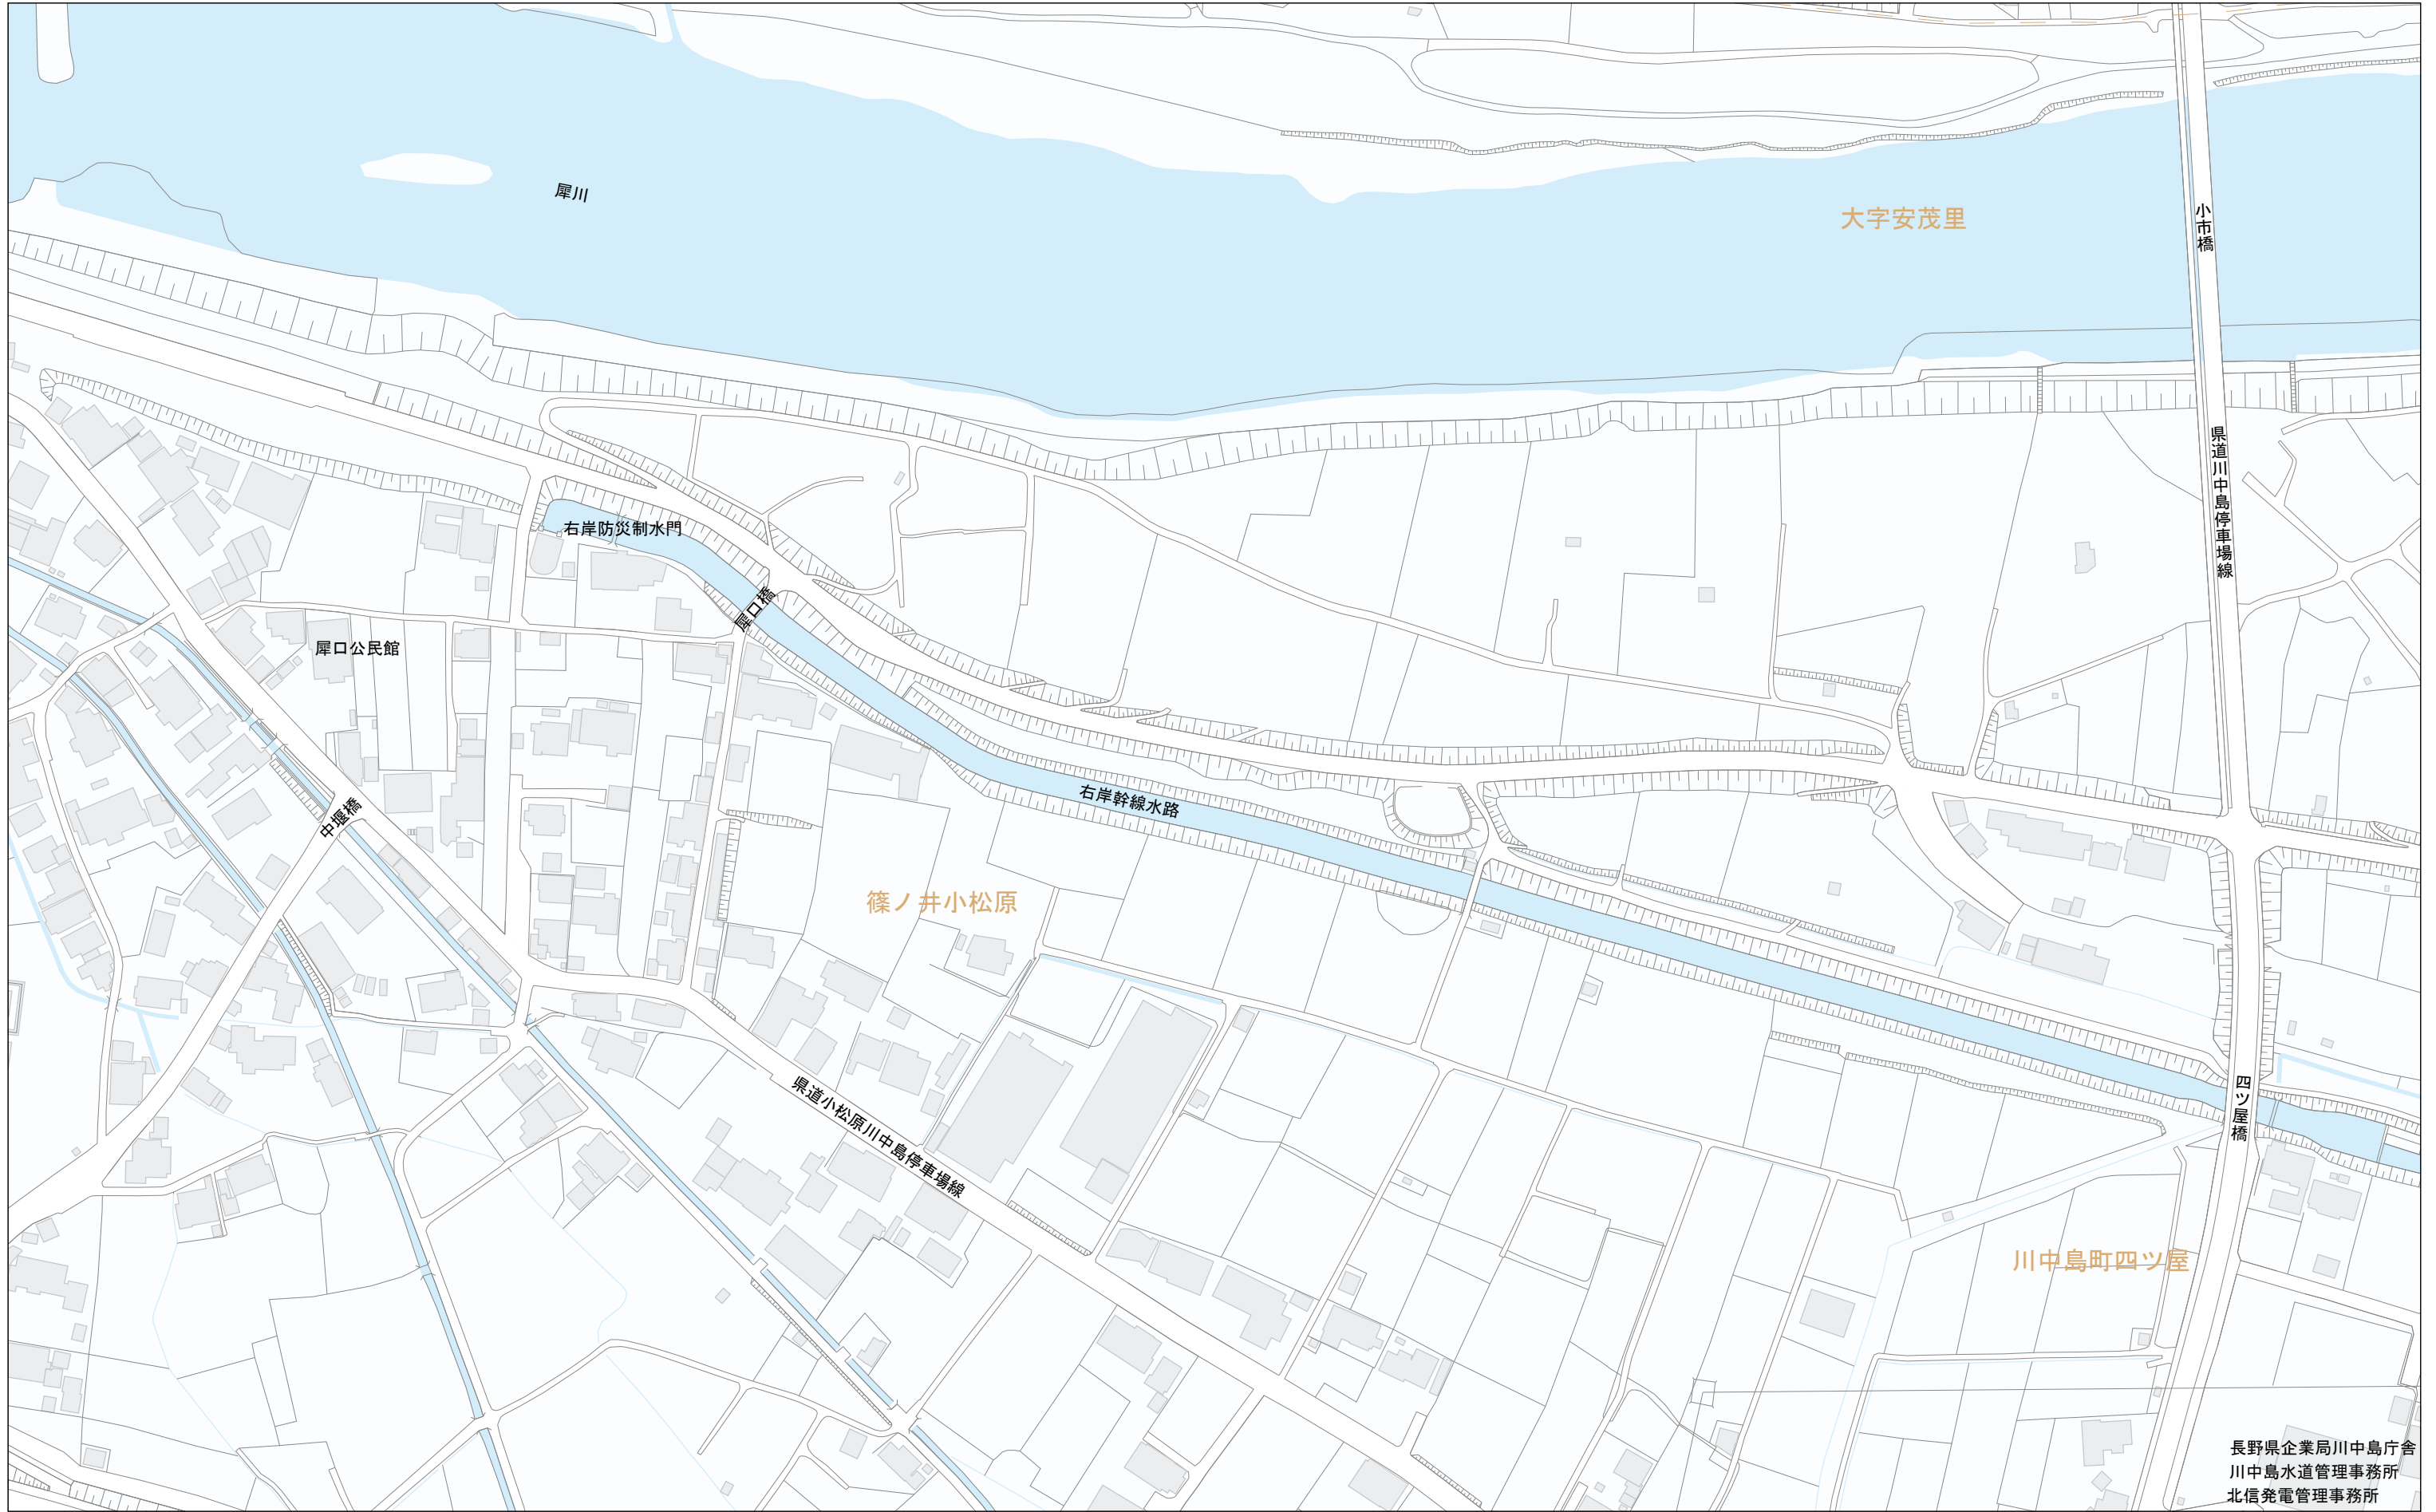 犀川
大字安茂里
小市橋
県道川中島停車場線
右岸防災制水門
犀口橋
犀口公民館
右岸幹線水路
中堰橋
篠ノ井小松原
県道小松原川中島停車場線
四ツ屋橋
川中島町四ツ屋
長野県企業局川中島庁舎
川中島水道管理事務所
北信発電管理事務所